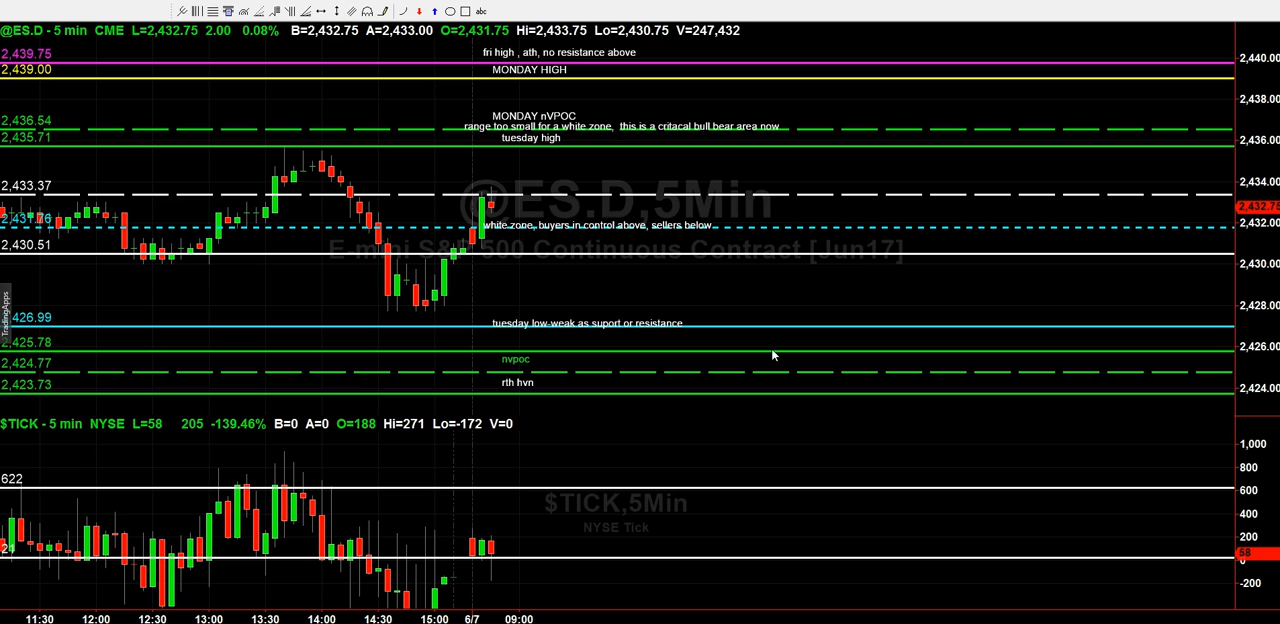 abc
@ES.D - 5 min CME L=2,432.75 2.00 0.08% B=2,432.75 A=2,433.00 O=2,431.75 Hi=2,433.75 Lo=2,430.75 V=247,432
fri high , ath, no resistance above
2,439.75
2,440.00
2,439.00
MONDAY HIGH
2,438.00
MONDAY nVPOC
2,436.54
range too small for a white zone, this is a critacal bull bear area now
2,435.71
tuesday high
2,436.00
2,433.37
2,434.00
@ES.D,5Min
2,432.75
2,432.00
white zone, buyers in control above, sellers below
2,430.51
E-mini S&P 500 Continuous Contract [Jun17]
2,430.00
2,428.00
TradingApps
426.99
tuesday low-weak as suport or resistance
2,425.78
2,426.00
nvpoc
2,424.77
2,423.73
rth hvn
2,424.00
$TICK - 5 min NYSE L=58 205 -139.46% B=0 A=0 O=188 Hi=271 Lo=-172 V=0
1,000
800
622
600
$TICK,5Min
400
NYSE Tick
200
58
0
-200
11:30 12:00 12:30 13:00 13:30 14:00 14:30 15:00 6/7 09:00